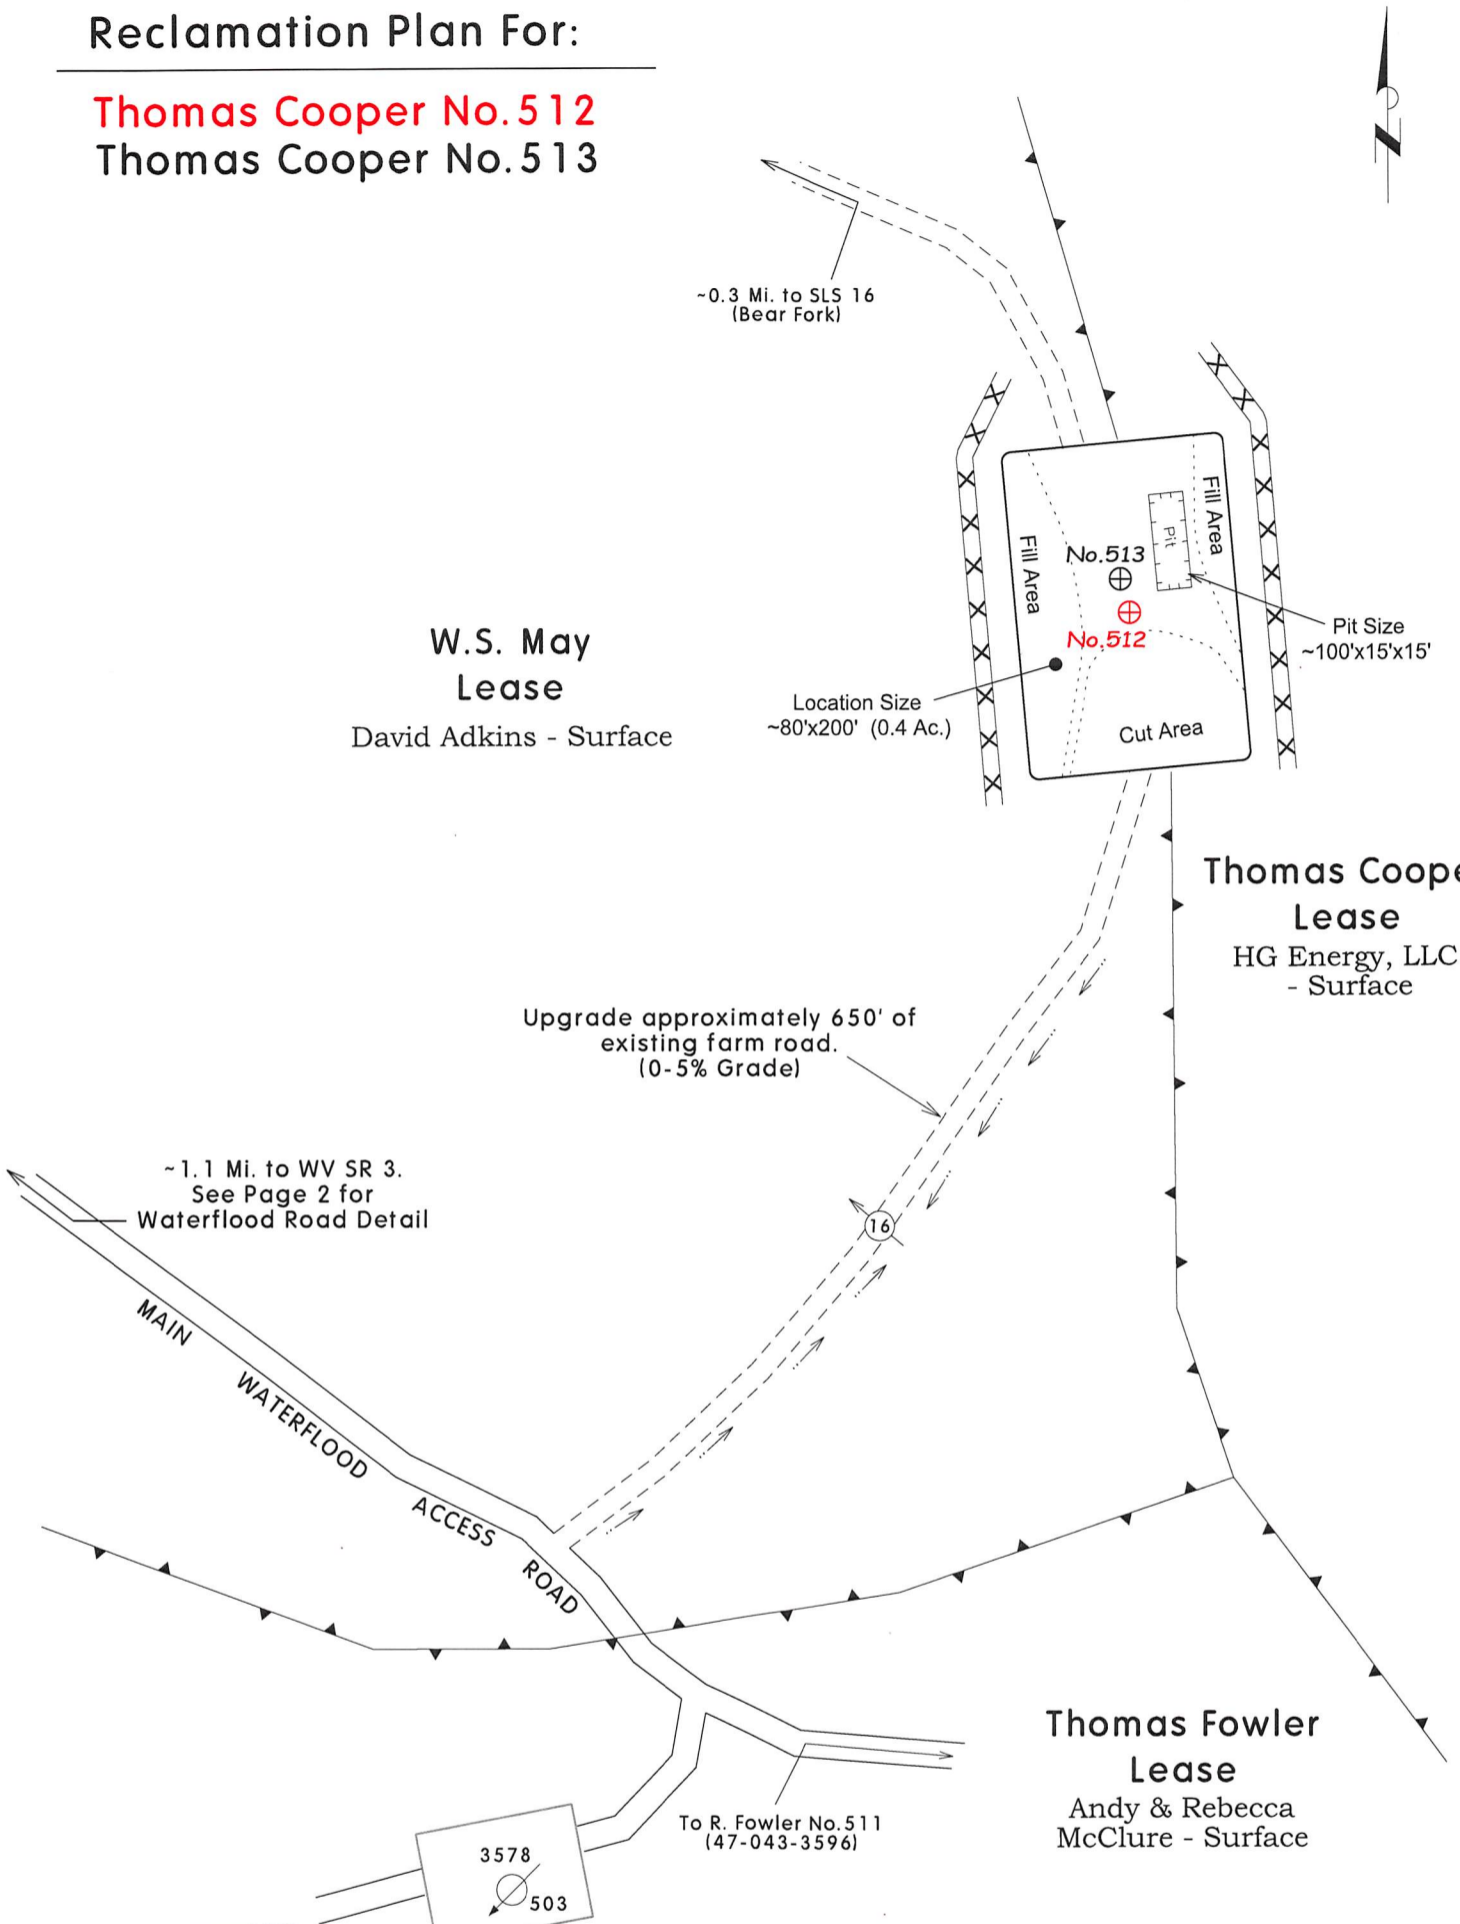 Reclamation Plan For:
Thomas Cooper No.512
Thomas Cooper No.513
N
~0.3 Mi. to SLS 16
(Bear Fork)
Fill Area
Pit
Fill Area
No.513
No.512
Pit Size
~100'x15'x15'
W.S. May
Lease
David Adkins - Surface
Location Size
~80'x200' (0.4 Ac.)
Cut Area
Thomas Coope
Lease
HG Energy, LLC
- Surface
Upgrade approximately 650' of
existing farm road.
(0-5% Grade)
~1.1 Mi. to WV SR 3.
See Page 2 for
Waterflood Road Detail
16
MAIN WATERFLOOD ACCESS ROAD
Thomas Fowler
Lease
Andy & Rebecca
McClure - Surface
To R. Fowler No.511
(47-043-3596)
3578
503